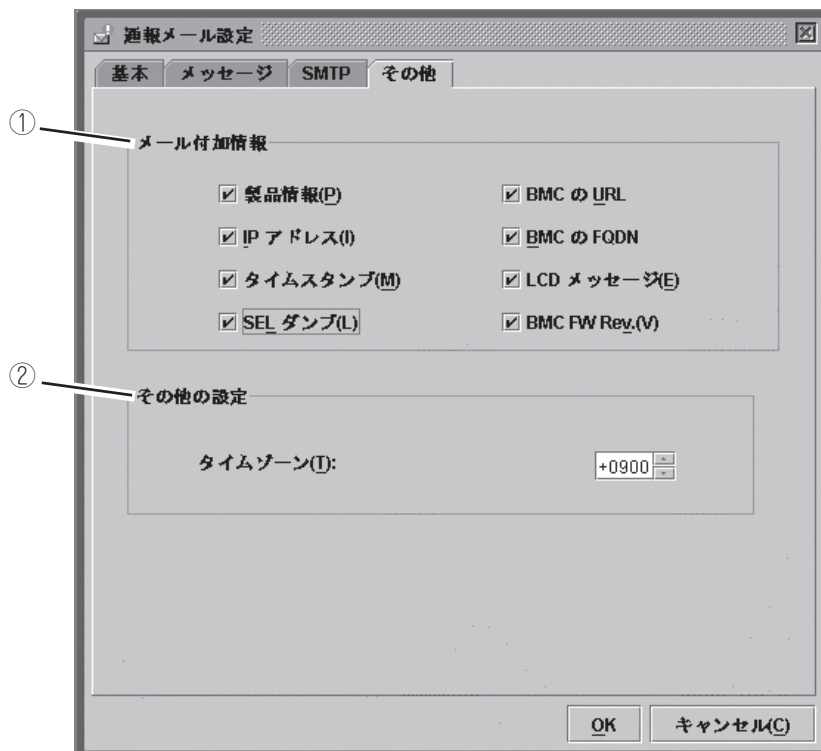 通報メール設定
基本 メッセージ SMTP その他
①
メール付加情報
製品情報(P) BMC の URL
IP アドレス(I) BMC の FQDN
タイムスタンプ(M) LCD メッセージ(E)
SEL ダンプ(L) BMC FW Rev.(V)
②
その他の設定
タイムゾーン(T): +0900
OK キャンセル(C)